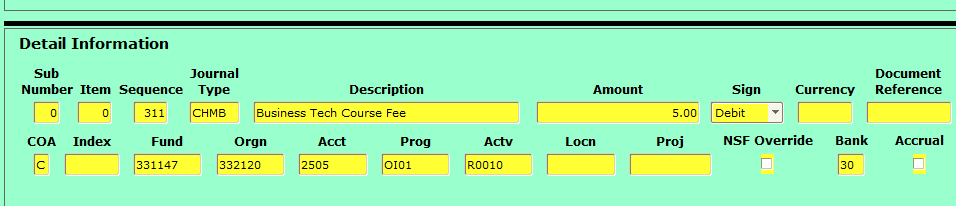 Detail Information
Sub Journal Document
Number Item Sequence Type Description Amount Sign Currency Reference
0 0 311 CHMB Business Tech Course Fee 5.00 Debit
COA Index Fund Orgn Acct Prog Actv Locn Proj NSF Override Bank Accrual
C 331147 332120 2505 OI01 R0010 30